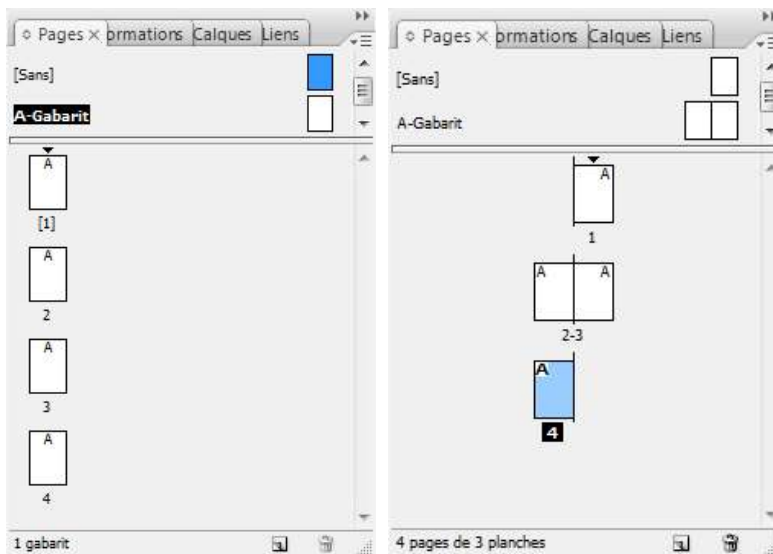 Pages × ormations Calques Liens
[Sans]
A-Gabarit
A
[1]
A
2
A
3
A
4
1 gabarit
Pages × ormations Calques Liens
[Sans]
A-Gabarit
A
1
A A
2-3
A
4
4 pages de 3 planches